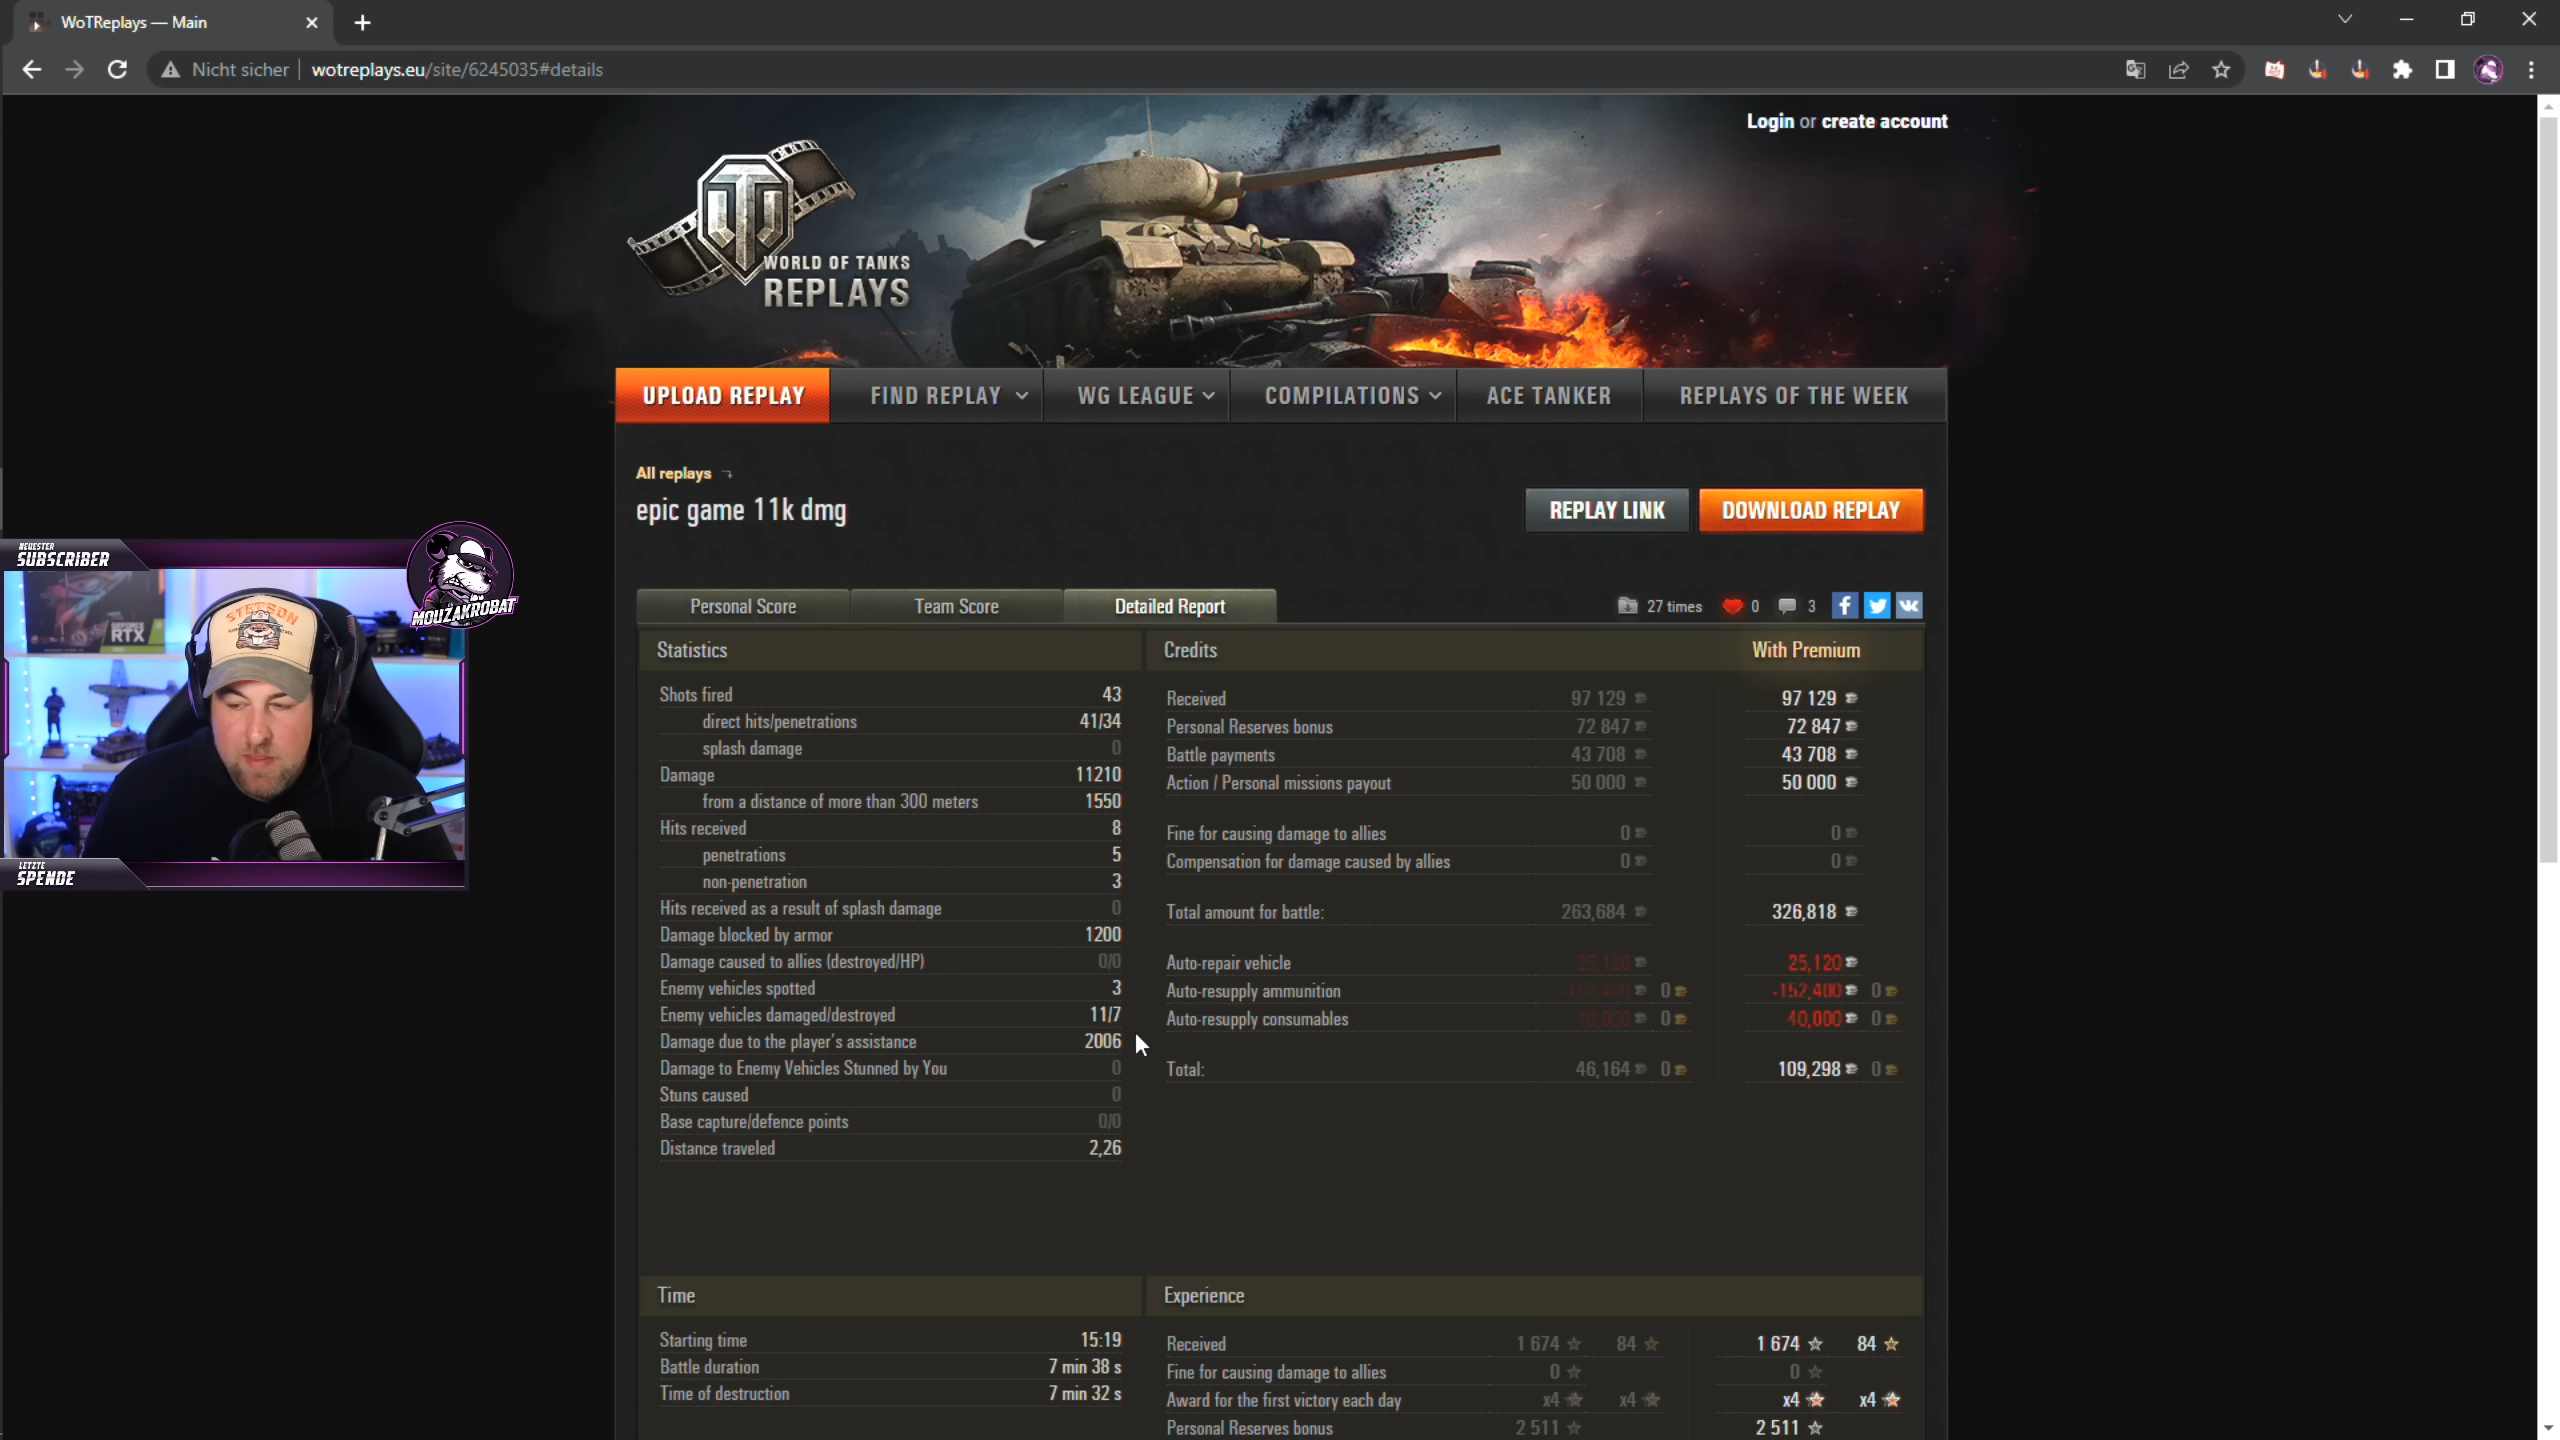 WoTReplays — Main
Nicht sicher wotreplays.eu/site/6245035#details
Login or create account
WORLD OF TANKS
REPLAYS
UPLOAD REPLAY FIND REPLAY WG LEAGUE COMPILATIONS ACE TANKER REPLAYS OF THE WEEK
All replays
epic game 11k dmg
REPLAY LINK DOWNLOAD REPLAY
NEUESTER
SUBSCRIBER
MOUZAKROBAT
STETSON
GEFORCE
RTX
LETZTE
SPENDE
Personal Score Team Score Detailed Report 27 times 0 3
Statistics
Shots fired 43
direct hits/penetrations 41/34
splash damage 0
Damage 11210
from a distance of more than 300 meters 1550
Hits received 8
penetrations 5
non-penetration 3
Hits received as a result of splash damage 0
Damage blocked by armor 1200
Damage caused to allies (destroyed/HP) 0/0
Enemy vehicles spotted 3
Enemy vehicles damaged/destroyed 11/7
Damage due to the player's assistance 2006
Damage to Enemy Vehicles Stunned by You 0
Stuns caused 0
Base capture/defence points 0/0
Distance traveled 2,26
Credits With Premium
Received 97 129 97 129
Personal Reserves bonus 72 847 72 847
Battle payments 43 708 43 708
Action / Personal missions payout 50 000 50 000
Fine for causing damage to allies 0 0
Compensation for damage caused by allies 0 0
Total amount for battle: 263,684 326,818
Auto-repair vehicle 25,120 25,120
Auto-resupply ammunition 0 -152,400 0
Auto-resupply consumables 0 40,000 0
Total: 46,164 0 109,298 0
Time
Starting time 15:19
Battle duration 7 min 38 s
Time of destruction 7 min 32 s
Experience
Received 1 674 84 1 674 84
Fine for causing damage to allies 0 0
Award for the first victory each day x4 x4 x4 x4
Personal Reserves bonus 2 511 2 511